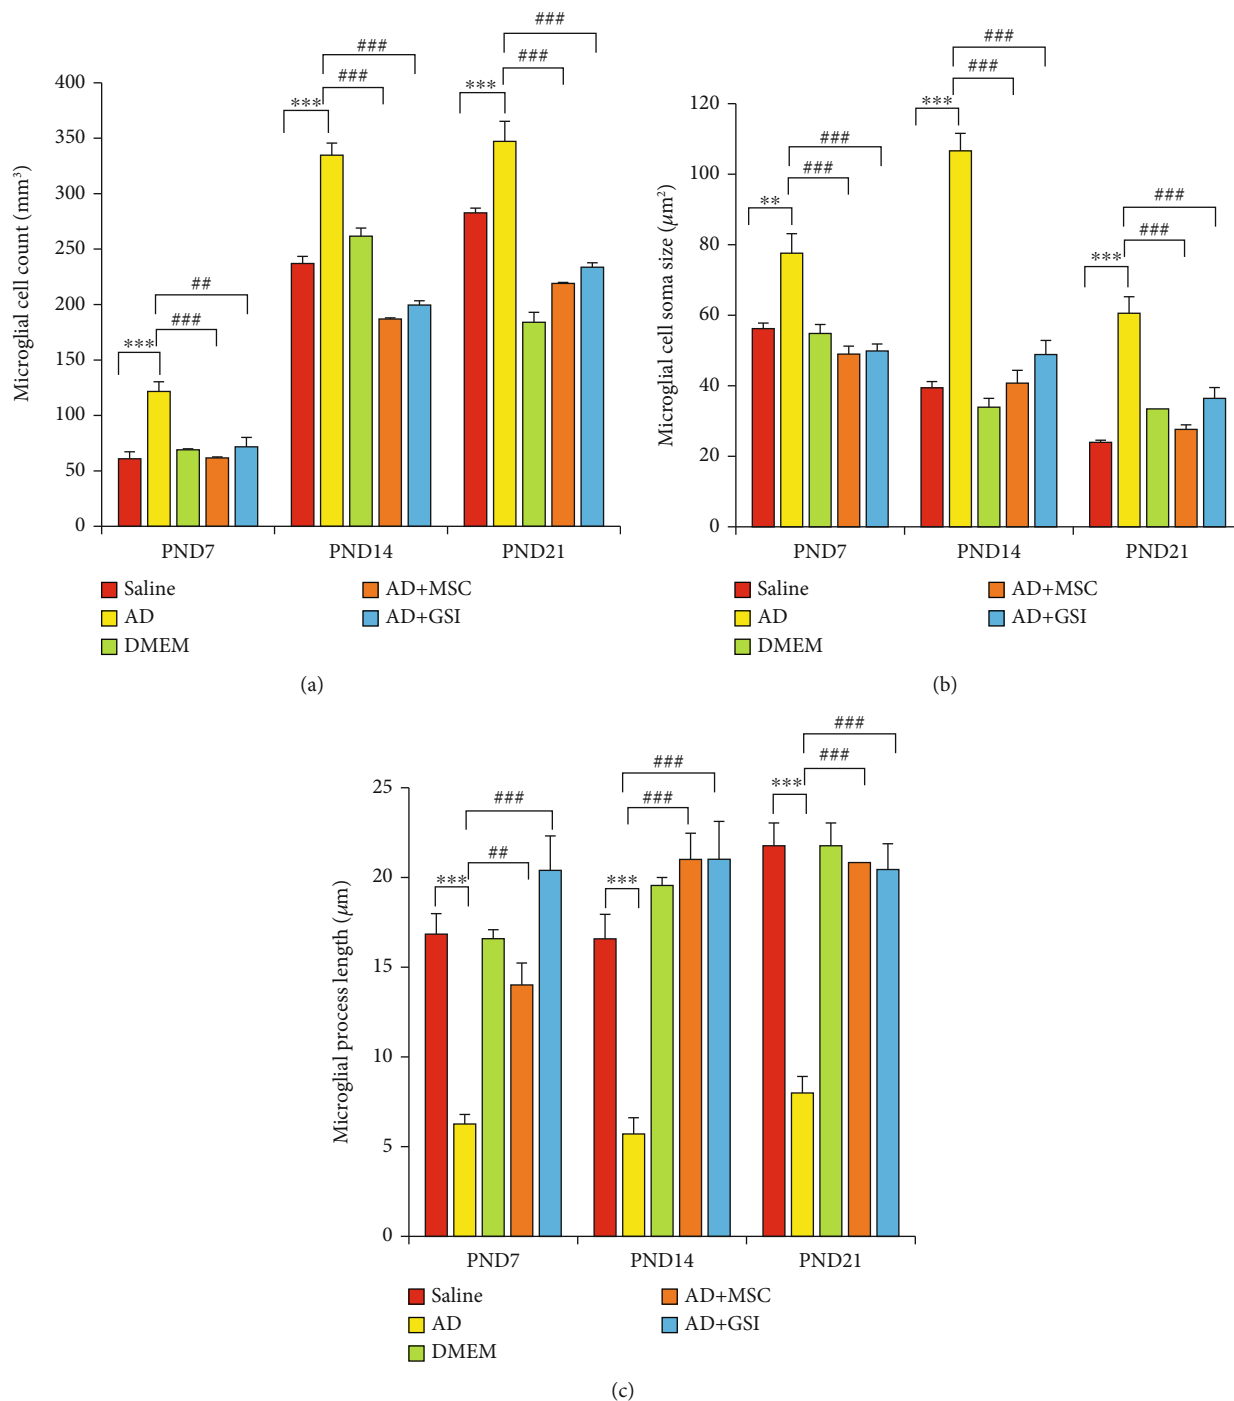 ###
###
***
###
###
***
##
###
***
Microglial cell count (mm³)
400
350
300
250
200
150
100
50
0
PND7 PND14 PND21
Saline AD+MSC
AD AD+GSI
DMEM
(a)
###
###
***
###
###
**
###
###
***
Microglial cell soma size (μm²)
120
100
80
60
40
20
0
PND7 PND14 PND21
Saline AD+MSC
AD AD+GSI
DMEM
(b)
###
###
***
###
###
***
###
##
***
Microglial process length (μm)
25
20
15
10
5
0
PND7 PND14 PND21
Saline AD+MSC
AD AD+GSI
DMEM
(c)